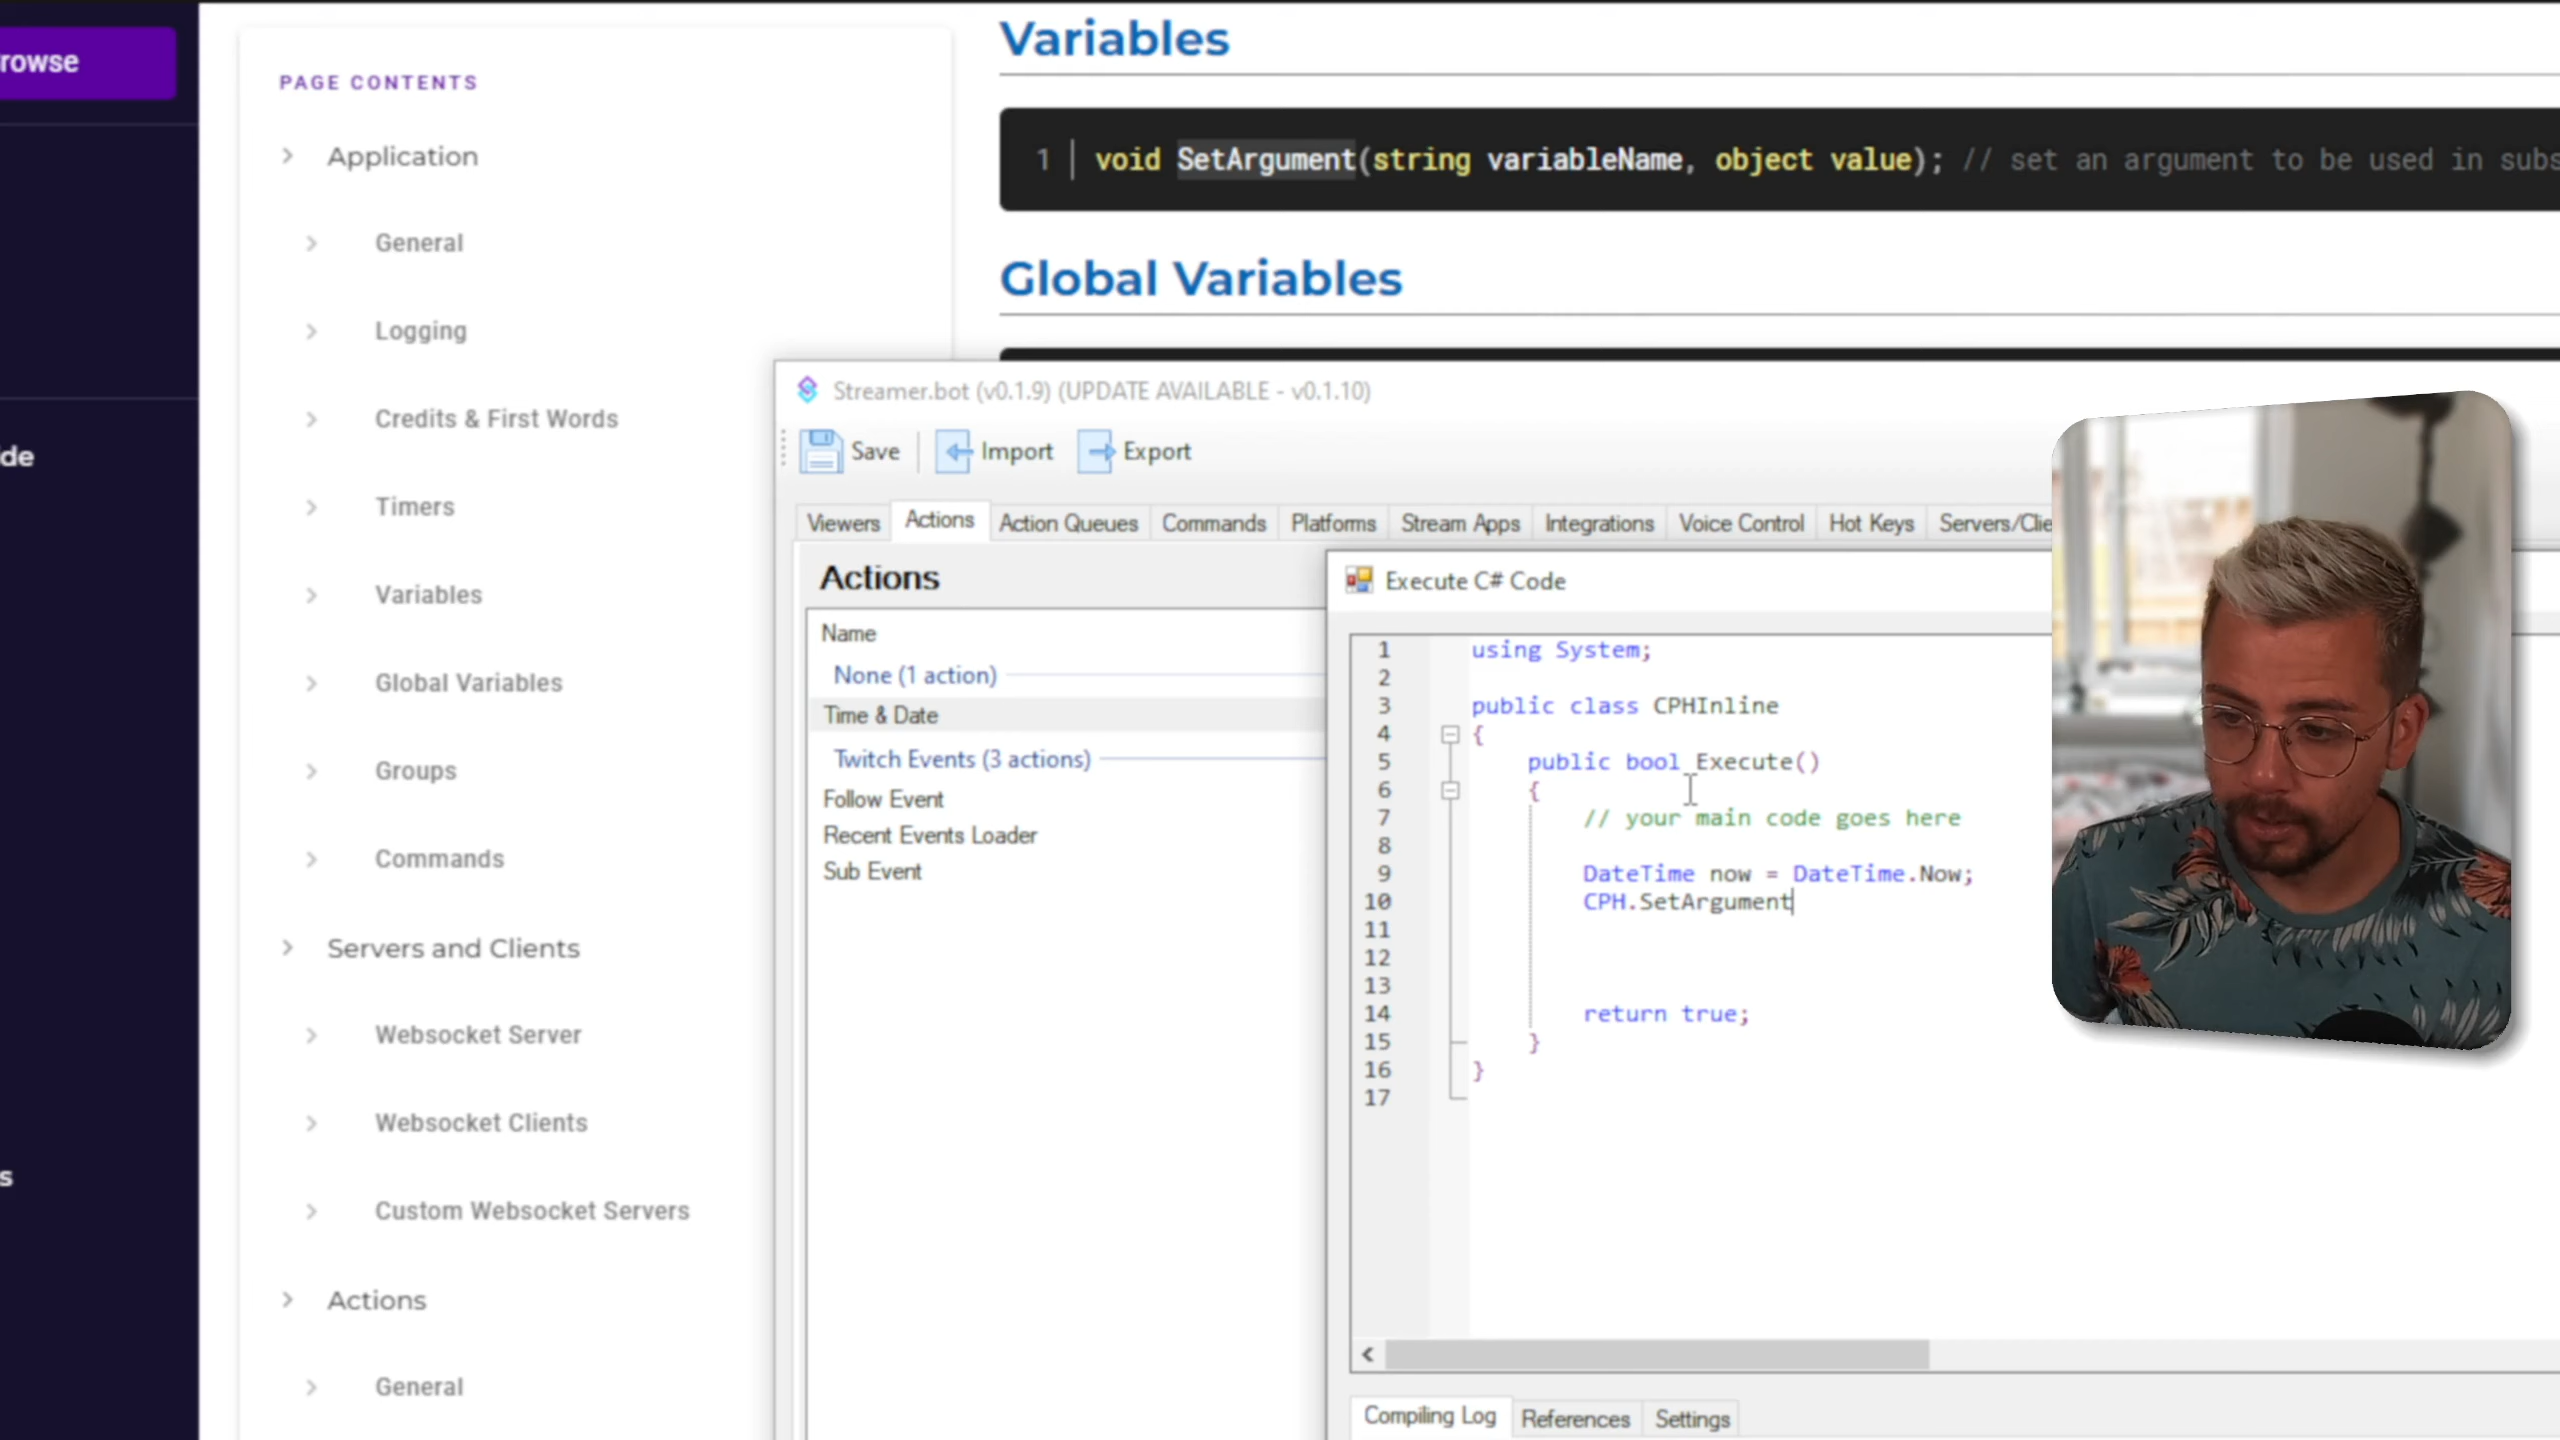 rowse
de
s
PAGE CONTENTS
Application
General
Logging
Credits & First Words
Timers
Variables
Global Variables
Groups
Commands
Servers and Clients
Websocket Server
Websocket Clients
Custom Websocket Servers
Actions
General
Variables
1 void SetArgument(string variableName, object value); // set an argument to be used in subs
Global Variables
Streamer.bot (v0.1.9) (UPDATE AVAILABLE - v0.1.10)
Save Import Export
Viewers Actions Action Queues Commands Platforms Stream Apps Integrations Voice Control Hot Keys Servers/Clie
Actions
Name
None (1 action)
Time & Date
Twitch Events (3 actions)
Follow Event
Recent Events Loader
Sub Event
Execute C# Code
1 using System;
2
3 public class CPHInline
4 {
5 public bool Execute()
6 {
7 // your main code goes here
8
9 DateTime now = DateTime.Now;
10 CPH.SetArgument
11
12
13
14 return true;
15 }
16 }
17
Compiling Log References Settings